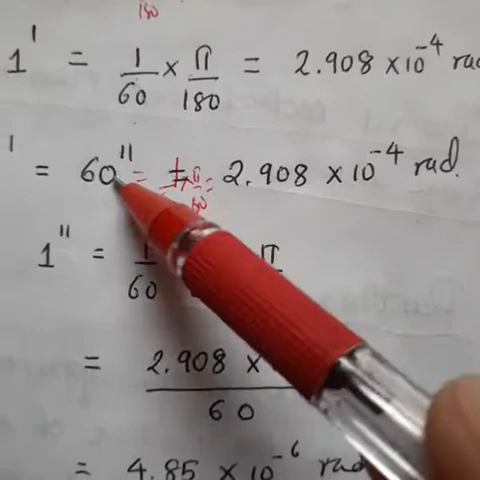 180
1' = 1/60 × π/180 = 2.908 × 10⁻⁴ rad
' = 60'' = = 2.908 × 10⁻⁴ rad.
1'' = 1/60 π
= 2.908 ×
60
= 4.85 × 10⁻⁶ rad